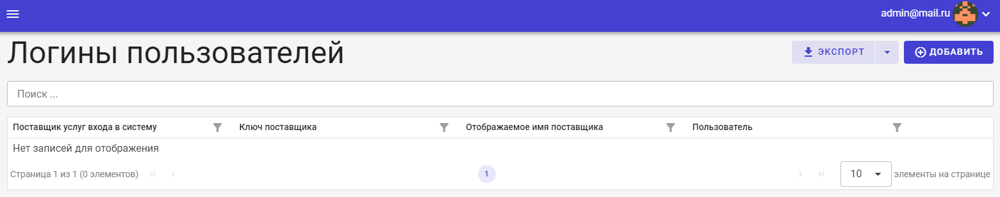 admin@mail.ru
Логины пользователей
ЭКСПОРТ
ДОБАВИТЬ
Поиск ...
Поставщик услуг входа в систему Ключ поставщика Отображаемое имя поставщика Пользователь
Нет записей для отображения
Страница 1 из 1 (0 элементов) 1 10 элементы на странице